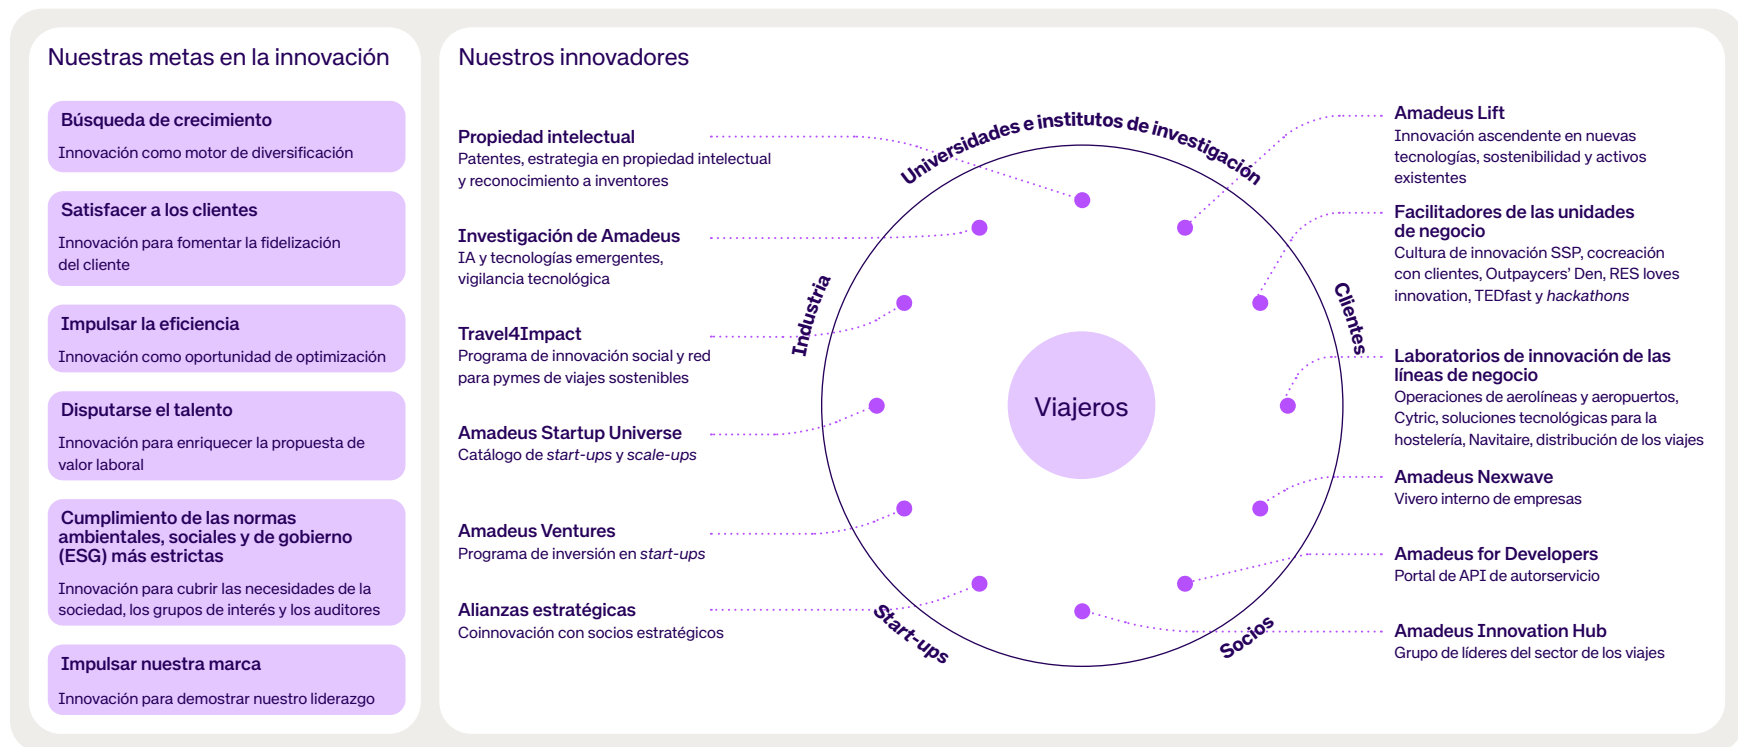 Nuestras metas en la innovación
Búsqueda de crecimiento
Innovación como motor de diversificación
Satisfacer a los clientes
Innovación para fomentar la fidelización
del cliente
Impulsar la eficiencia
Innovación como oportunidad de optimización
Disputarse el talento
Innovación para enriquecer la propuesta de
valor laboral
Cumplimiento de las normas
ambientales, sociales y de gobierno
(ESG) más estrictas
Innovación para cubrir las necesidades de la
sociedad, los grupos de interés y los auditores
Impulsar nuestra marca
Innovación para demostrar nuestro liderazgo
Nuestros innovadores
Propiedad intelectual
Patentes, estrategia en propiedad intelectual
y reconocimiento a inventores
Investigación de Amadeus
IA y tecnologías emergentes,
vigilancia tecnológica
Travel4Impact
Programa de innovación social y red
para pymes de viajes sostenibles
Amadeus Startup Universe
Catálogo de start-ups y scale-ups
Amadeus Ventures
Programa de inversión en start-ups
Alianzas estratégicas
Coinnovación con socios estratégicos
Universidades e institutos de investigación
Industria
Clientes
Viajeros
Start-ups
Socios
Amadeus Lift
Innovación ascendente en nuevas
tecnologías, sostenibilidad y activos
existentes
Facilitadores de las unidades
de negocio
Cultura de innovación SSP, cocreación
con clientes, Outpaycers’ Den, RES loves
innovation, TEDfast y hackathons
Laboratorios de innovación de las
líneas de negocio
Operaciones de aerolíneas y aeropuertos,
Cytric, soluciones tecnológicas para la
hostelería, Navitaire, distribución de los viajes
Amadeus Nexwave
Vivero interno de empresas
Amadeus for Developers
Portal de API de autorservicio
Amadeus Innovation Hub
Grupo de líderes del sector de los viajes